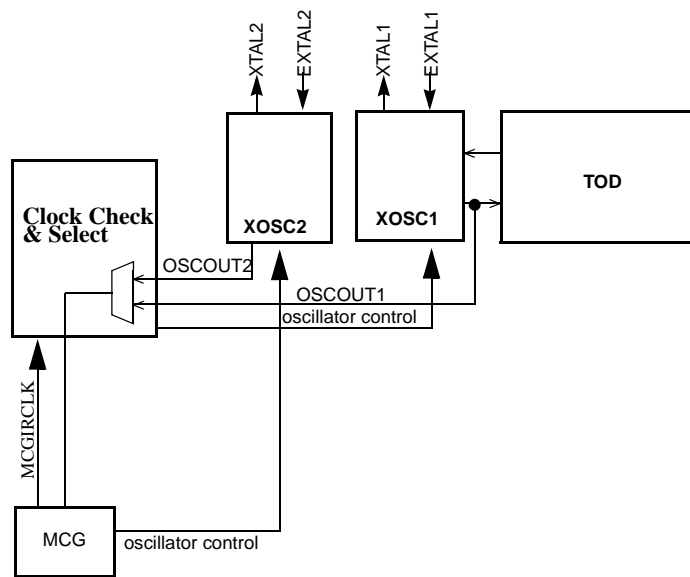 XTAL2
EXTAL2
XTAL1
EXTAL1
TOD
XOSC2
XOSC1
Clock Check
& Select
OSCOUT2
OSCOUT1
oscillator control
MCGIRCLK
MCG
oscillator control